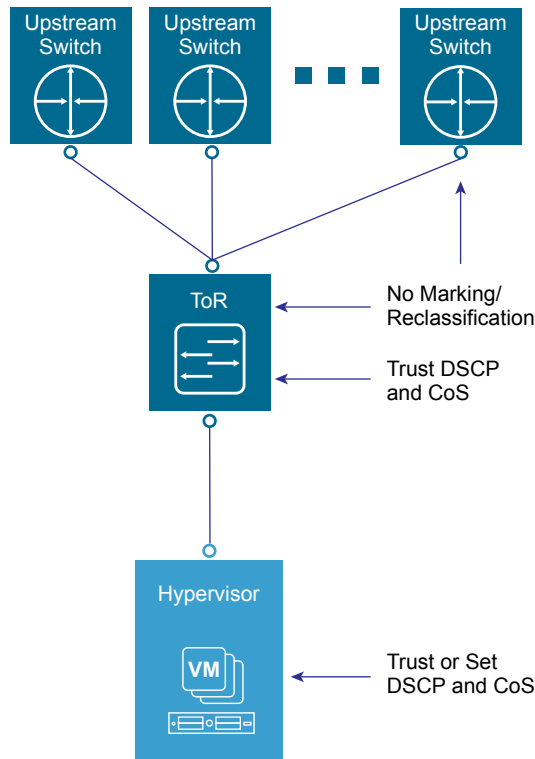 Upstream
Switch
Upstream
Switch
Upstream
Switch
ToR
No Marking/
Reclassification
Trust DSCP
and CoS
Hypervisor
VM
Trust or Set
DSCP and CoS